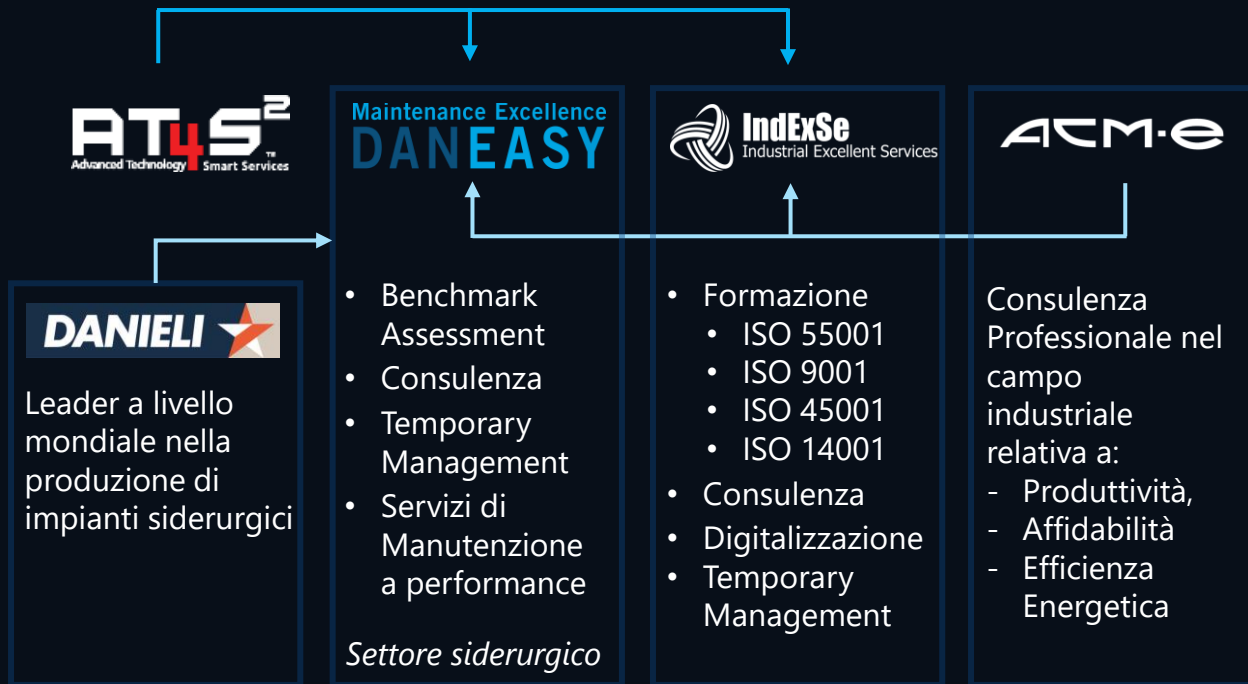 AT4S²
™
Advanced Technology Smart Services
Maintenance Excellence
DANEASY
IndExSe
Industrial Excellent Services
ACM-e
DANIELI
Leader a livello
mondiale nella
produzione di
impianti siderurgici
• Benchmark
Assessment
• Consulenza
• Temporary
Management
• Servizi di
Manutenzione
a performance
Settore siderurgico
• Formazione
• ISO 55001
• ISO 9001
• ISO 45001
• ISO 14001
• Consulenza
• Digitalizzazione
• Temporary
Management
Consulenza
Professionale nel
campo
industriale
relativa a:
- Produttività,
- Affidabilità
- Efficienza
Energetica